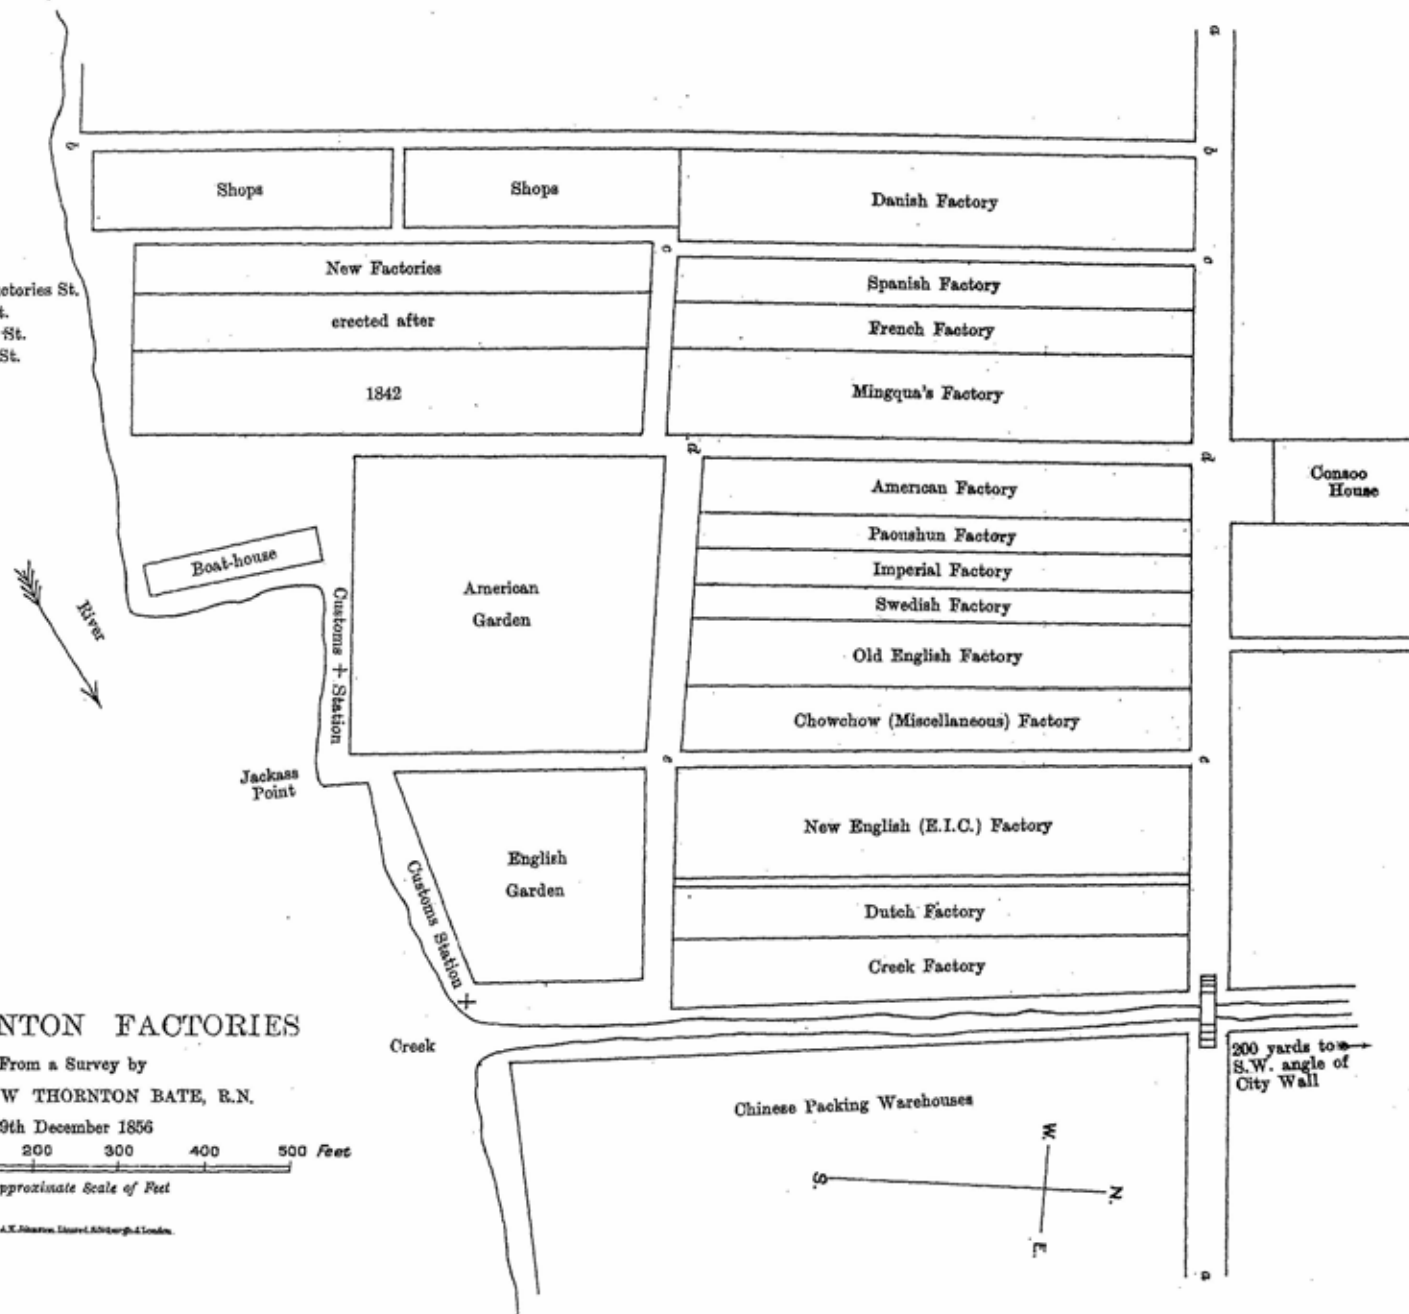 a
b
b
Shops
Shops
Danish Factory
c
c
New Factories
erected after
1842
Spanish Factory
French Factory
Mingqua's Factory
ctories St.
t.
St.
St.
d
d
Consoo
House
American Factory
Paoushun Factory
Imperial Factory
Swedish Factory
Old English Factory
Chowchow (Miscellaneous) Factory
Boat-house
American
Garden
Customs + Station
River
Jackass
Point
e
e
New English (E.I.C.) Factory
Dutch Factory
Creek Factory
English
Garden
Customs Station +
Creek
NTON FACTORIES
From a Survey by
W THORNTON BATE, R.N.
9th December 1856
200 300 400 500 Feet
pproximate Scale of Feet
200 yards to
S.W. angle of
City Wall
Chinese Packing Warehouses
W.
S.
N.
E.
a